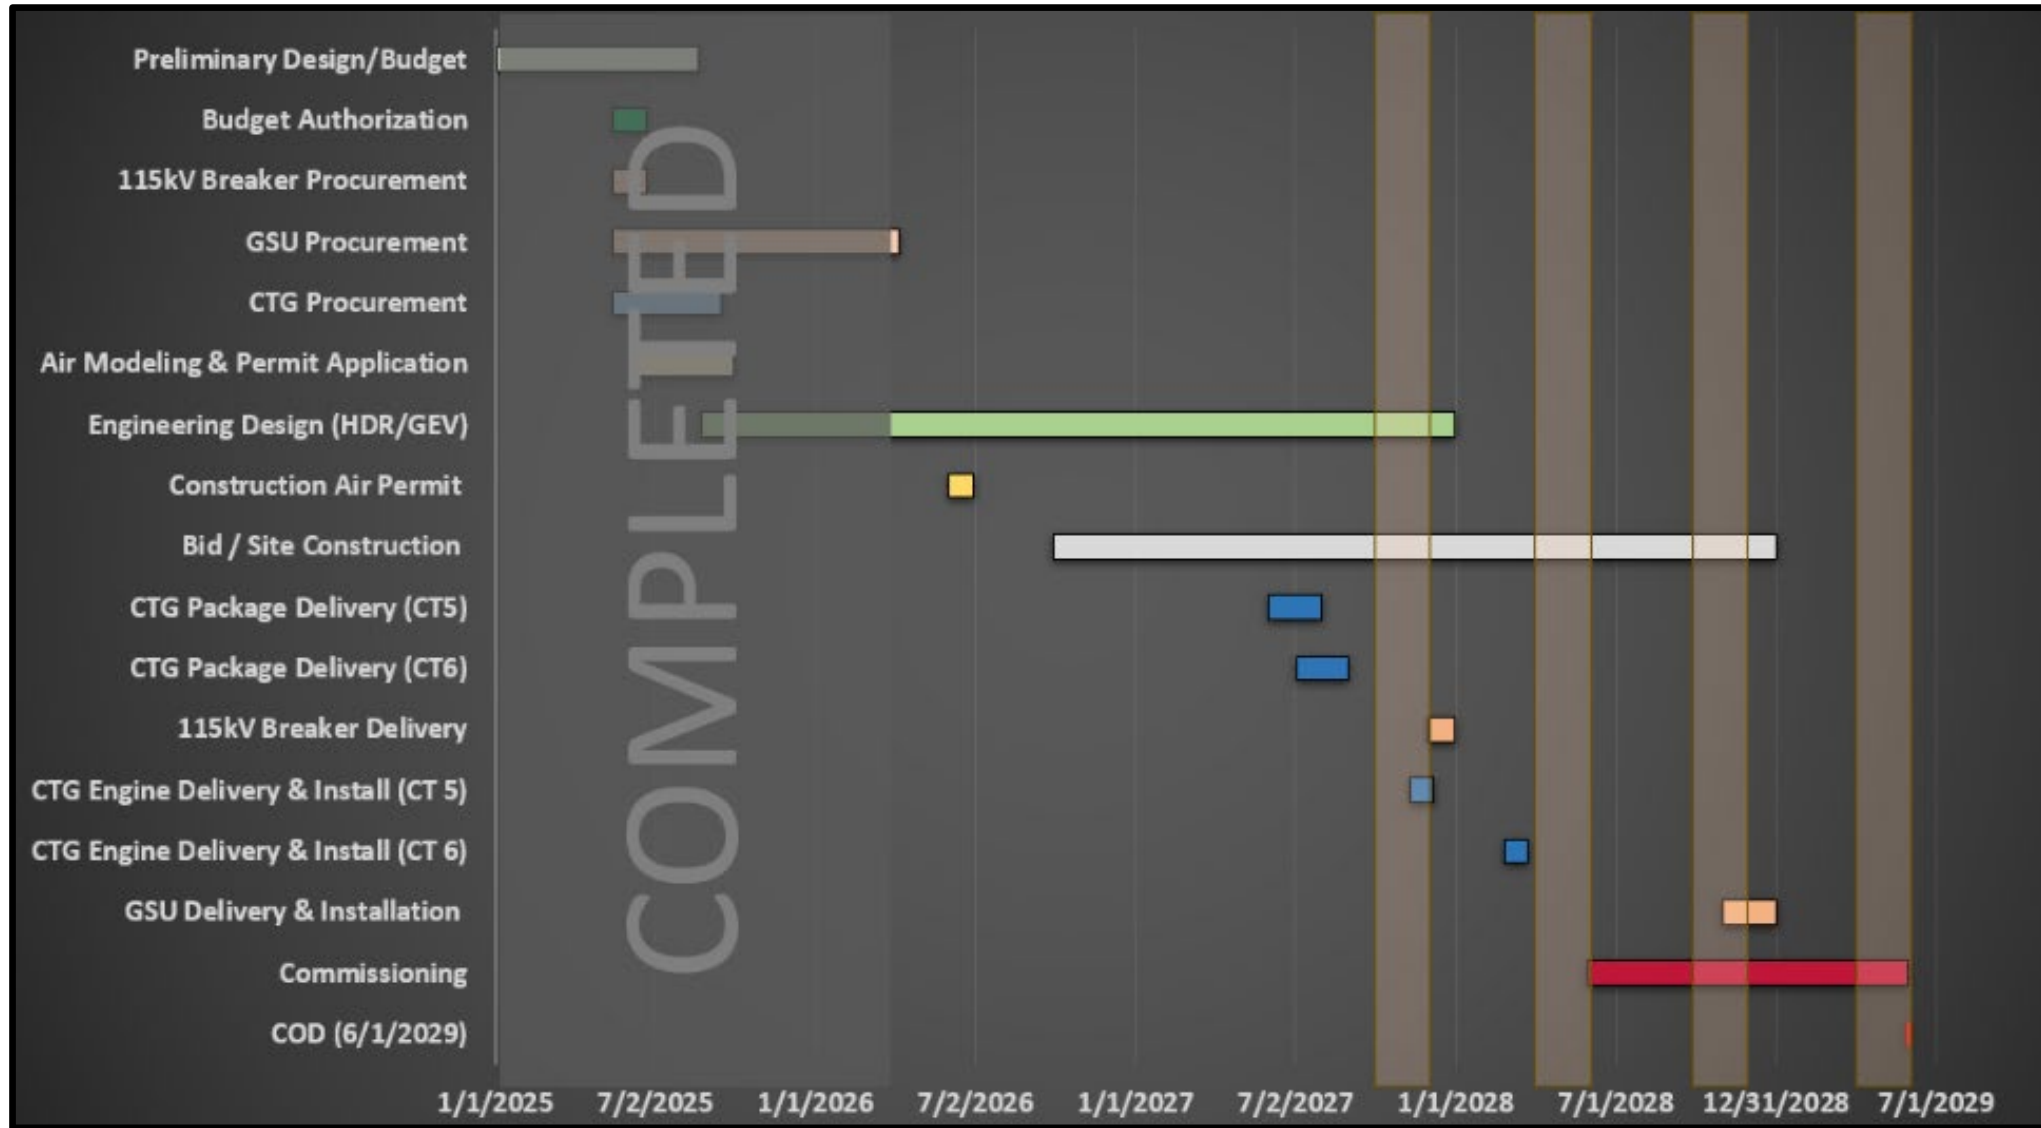 Preliminary Design/Budget
Budget Authorization
115kV Breaker Procurement
GSU Procurement
CTG Procurement
Air Modeling & Permit Application
Engineering Design (HDR/GEV)
Construction Air Permit
Bid / Site Construction
CTG Package Delivery (CT5)
CTG Package Delivery (CT6)
115kV Breaker Delivery
CTG Engine Delivery & Install (CT 5)
CTG Engine Delivery & Install (CT 6)
GSU Delivery & Installation
Commissioning
COD (6/1/2029)
COMPLETED
1/1/2025 7/2/2025 1/1/2026 7/2/2026 1/1/2027 7/2/2027 1/1/2028 7/1/2028 12/31/2028 7/1/2029